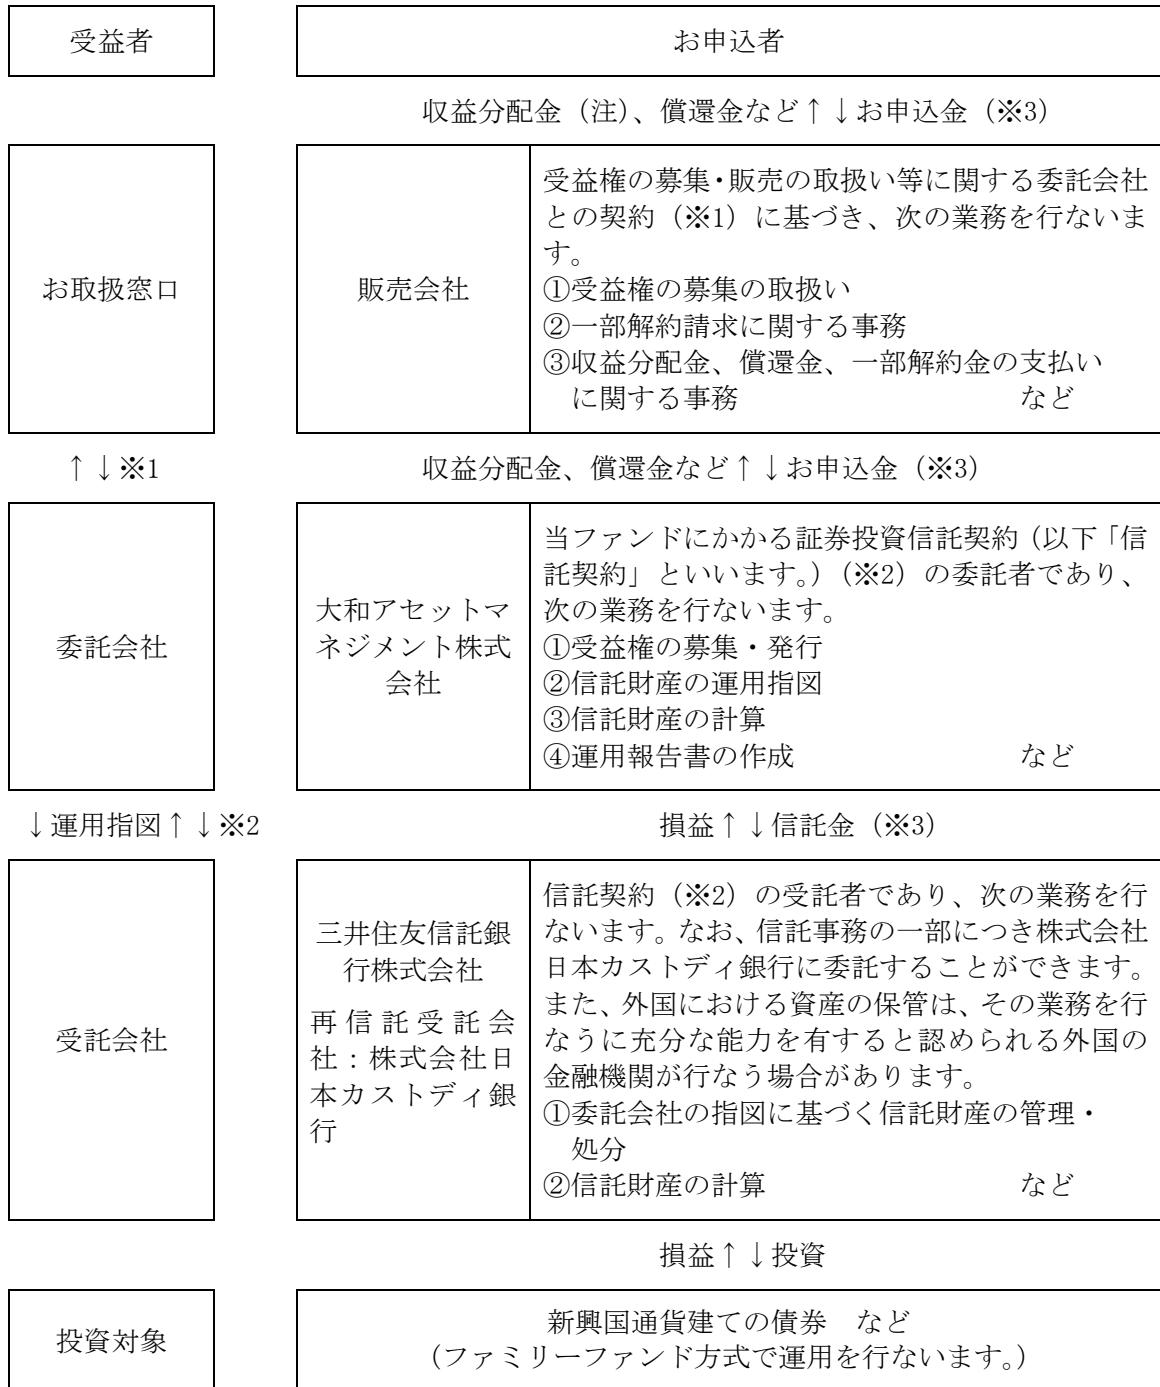 受益者
お申込者
収益分配金（注）、償還金など↑↓お申込金（※3）
お取扱窓口
販売会社
受益権の募集・販売の取扱い等に関する委託会社
との契約（※1）に基づき、次の業務を行ないま
す。
①受益権の募集の取扱い
②一部解約請求に関する事務
③収益分配金、償還金、一部解約金の支払い
に関する事務　など
↑↓※1
収益分配金、償還金など↑↓お申込金（※3）
委託会社
大和アセットマ
ネジメント株式
会社
当ファンドにかかる証券投資信託契約（以下「信
託契約」といいます。）（※2）の委託者であり、
次の業務を行ないます。
①受益権の募集・発行
②信託財産の運用指図
③信託財産の計算
④運用報告書の作成　など
↓運用指図↑↓※2
損益↑↓信託金（※3）
受託会社
三井住友信託銀
行株式会社
再信託受託会
社：株式会社日
本カストディ銀
行
信託契約（※2）の受託者であり、次の業務を行
ないます。なお、信託事務の一部につき株式会社
日本カストディ銀行に委託することができます。
また、外国における資産の保管は、その業務を行
なうに充分な能力を有すると認められる外国の
金融機関が行なう場合があります。
①委託会社の指図に基づく信託財産の管理・
処分
②信託財産の計算　など
損益↑↓投資
投資対象
新興国通貨建ての債券　など
（ファミリーファンド方式で運用を行ないます。）